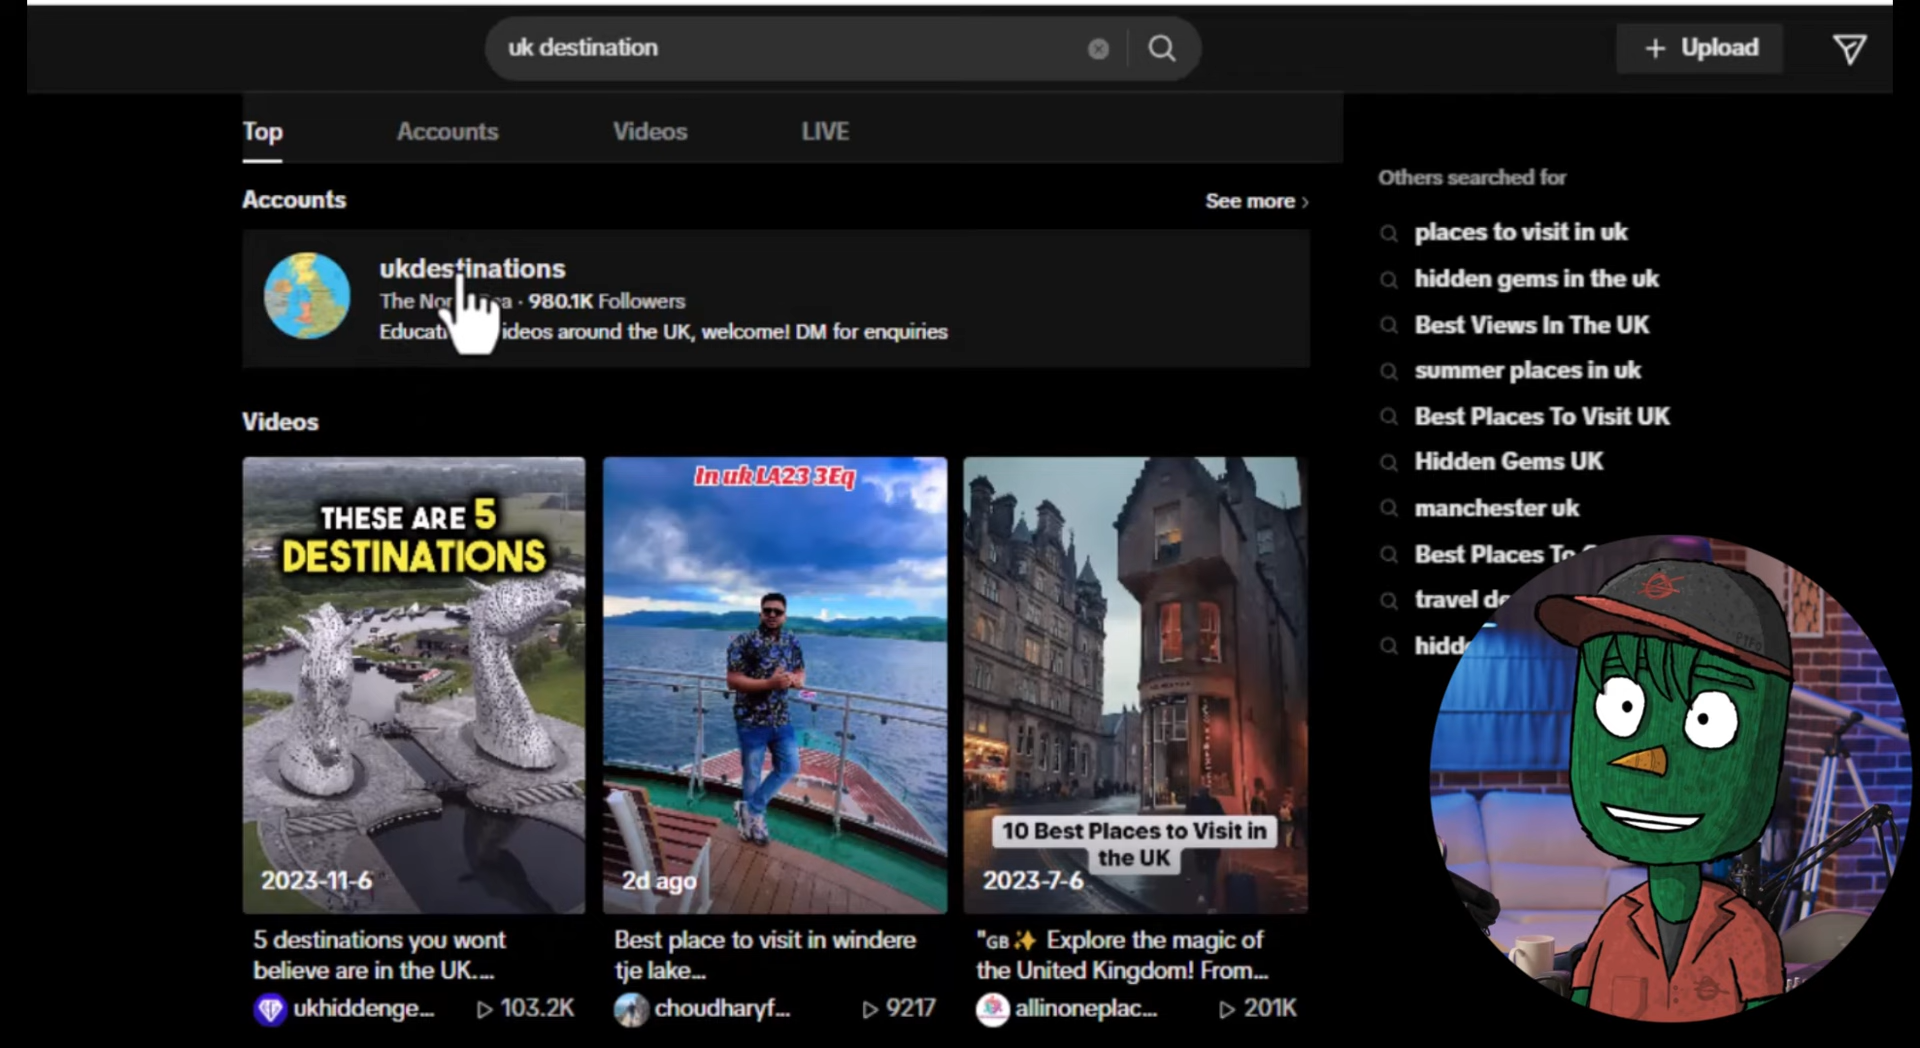 uk destination
+ Upload
Top
Accounts
Videos
LIVE
Accounts
See more
ukdestinations
980.1K Followers
around the UK, welcome! DM for enquiries
Videos
THESE ARE 5
DESTINATIONS
2023-11-6
5 destinations you wont
believe are in the UK....
ukhiddenge...
103.2K
In uk LA23 3Eq
2d ago
Best place to visit in windere
tje lake...
choudharyf...
9217
10 Best Places to Visit in
the UK
2023-7-6
"GB✨ Explore the magic of
the United Kingdom! From...
allinoneplac...
201K
Others searched for
places to visit in uk
hidden gems in the uk
Best Views In The UK
summer places in uk
Best Places To Visit UK
Hidden Gems UK
manchester uk
Best Places To
travel